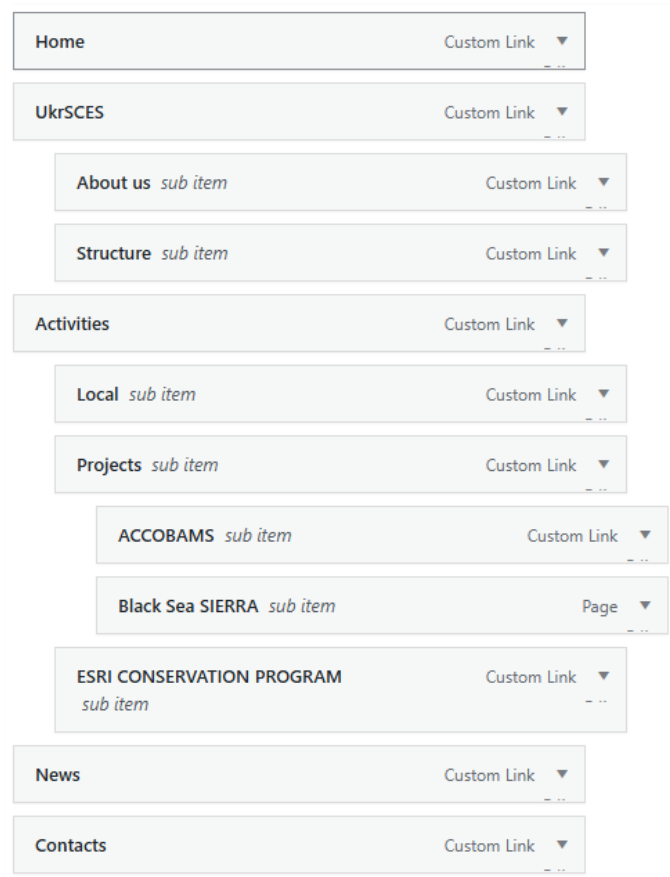 Home Custom Link
UkrSCES Custom Link
About us sub item Custom Link
Structure sub item Custom Link
Activities Custom Link
Local sub item Custom Link
Projects sub item Custom Link
ACCOBAMS sub item Custom Link
Black Sea SIERRA sub item Page
ESRI CONSERVATION PROGRAM Custom Link
sub item
News Custom Link
Contacts Custom Link